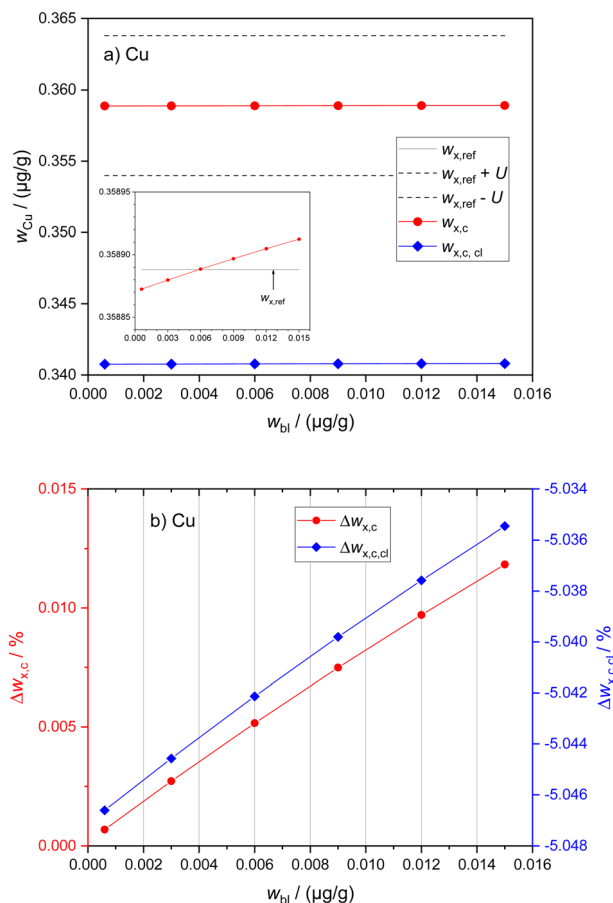 a) Cu
0.365
0.360
0.355
0.350
0.345
0.340
w_Cu / (µg/g)
w_x,ref
w_x,ref + U
w_x,ref - U
w_x,c
w_x,c, cl
0.35895
0.35890
0.35885
w_x,ref
0.000 0.003 0.006 0.009 0.012 0.015
0.000 0.002 0.004 0.006 0.008 0.010 0.012 0.014 0.016
w_bl / (µg/g)
b) Cu
0.015
0.010
0.005
0.000
Δw_x,c / %
Δw_x,c
Δw_x,c,cl
-5.034
-5.036
-5.038
-5.040
-5.042
-5.044
-5.046
-5.048
Δw_x,c,cl / %
0.000 0.002 0.004 0.006 0.008 0.010 0.012 0.014 0.016
w_bl / (µg/g)